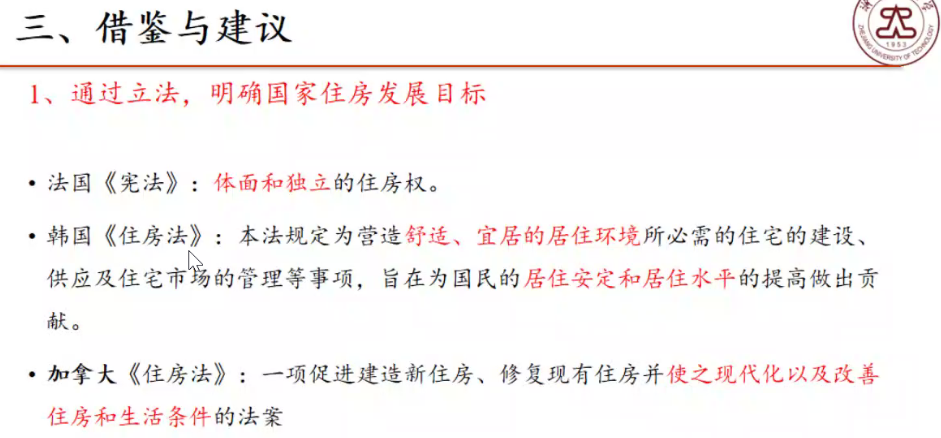 三、借鉴与建议
ZHEJIANG UNIVERSITY OF TECHNOLOGY
1953
1、通过立法，明确国家住房发展目标
• 法国《宪法》：体面和独立的住房权。
• 韩国《住房法》：本法规定为营造舒适、宜居的居住环境所必需的住宅的建设、
供应及住宅市场的管理等事项，旨在为国民的居住安定和居住水平的提高做出贡
献。
• 加拿大《住房法》：一项促进建造新住房、修复现有住房并使之现代化以及改善
住房和生活条件的法案